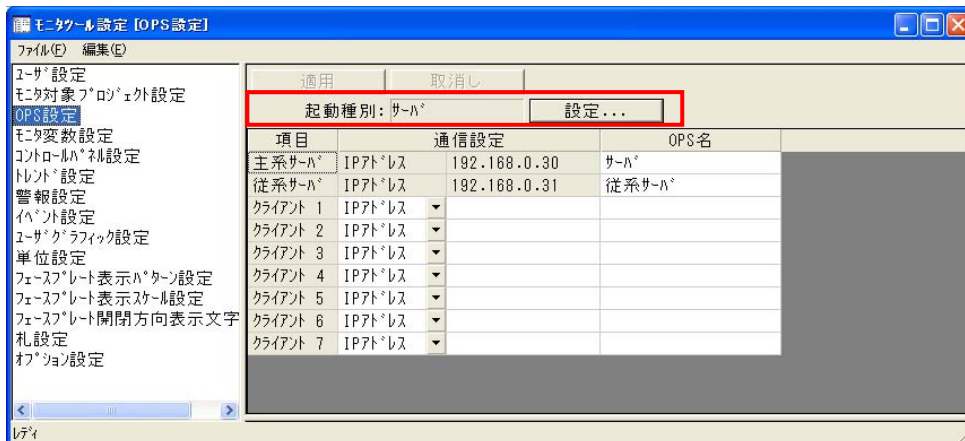 モニタツール設定 [OPS設定]
ファイル(F) 編集(E)
ユーザ設定
モニタ対象プロジェクト設定
OPS設定
モニタ変数設定
コントロールパネル設定
トレンド設定
警報設定
イベント設定
ユーザグラフィック設定
単位設定
フェースプレート表示パターン設定
フェースプレート表示スケール設定
フェースプレート開閉方向表示文字
札設定
オプション設定
適用 取消し
起動種別: サーバ 設定...
項目 通信設定 OPS名
主系サーバ IPアドレス 192.168.0.30 サーバ
従系サーバ IPアドレス 192.168.0.31 従系サーバ
クライアント 1 IPアドレス
クライアント 2 IPアドレス
クライアント 3 IPアドレス
クライアント 4 IPアドレス
クライアント 5 IPアドレス
クライアント 6 IPアドレス
クライアント 7 IPアドレス
レディ